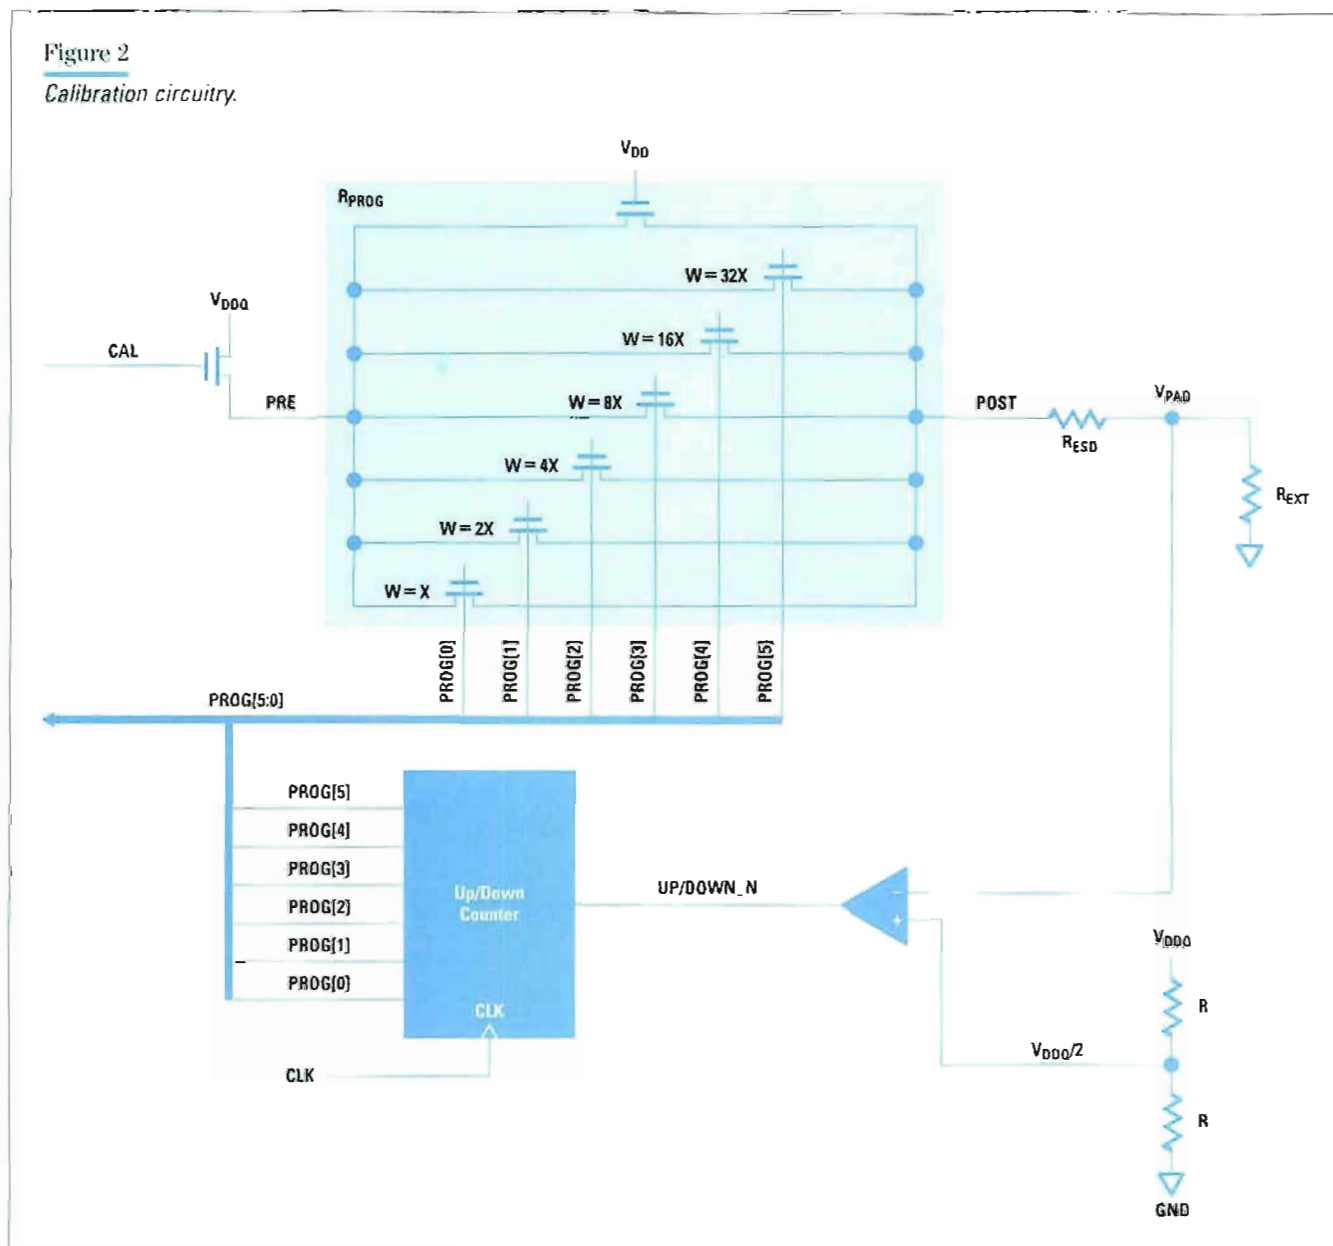 Figure 2
Calibration circuitry.
VDD
RPROG
W = 32X
VDDQ
W = 16X
CAL
W = 8X
PRE
POST
VPAD
RESD
W = 4X
REXT
W = 2X
W = X
PROG[0]
PROG[1]
PROG[2]
PROG[3]
PROG[4]
PROG[5]
PROG[5:0]
PROG[5]
PROG[4]
PROG[3]
PROG[2]
PROG[1]
PROG[0]
Up/Down
Counter
CLK
CLK
UP/DOWN_N
−
+
VDDQ
R
VDDQ/2
R
GND